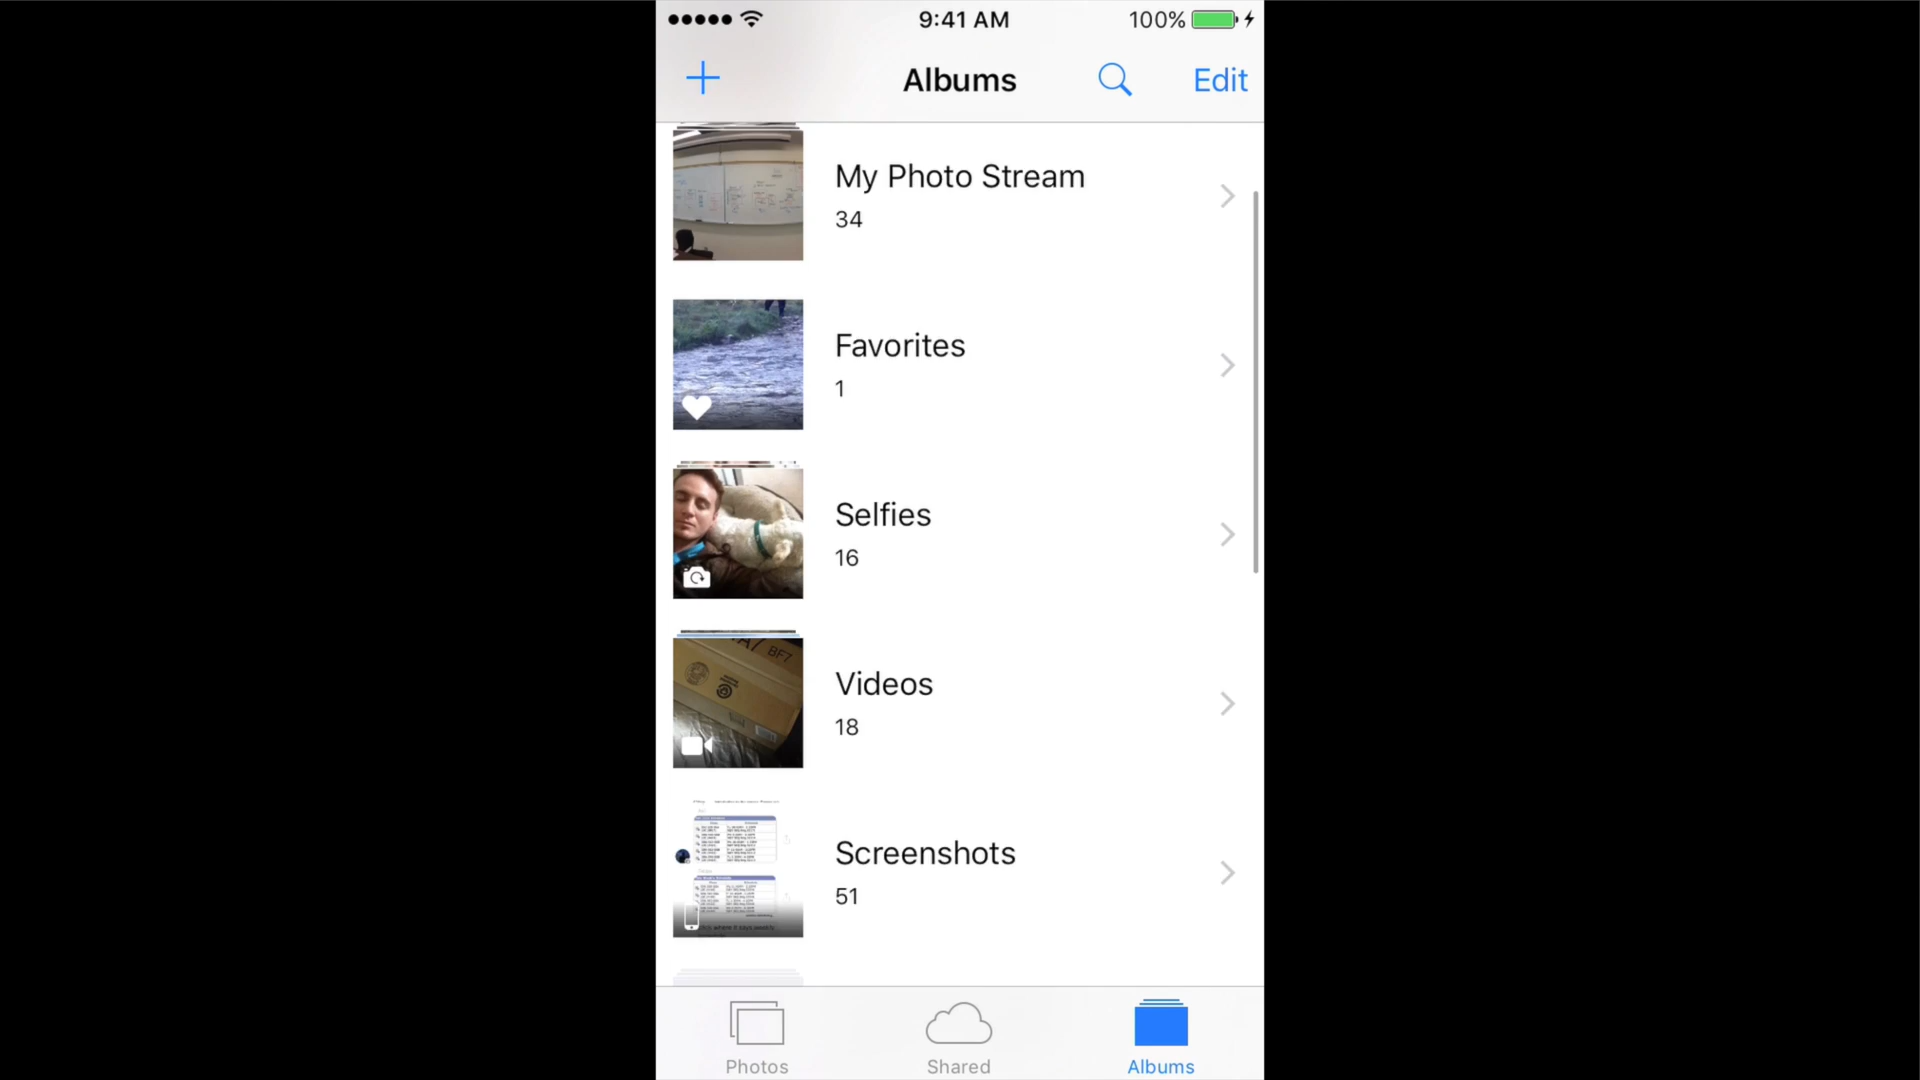 9:41 AM
100%
Albums
Edit
My Photo Stream
34
Favorites
1
Selfies
16
BF7
Videos
18
Screenshots
51
Photos
Shared
Albums